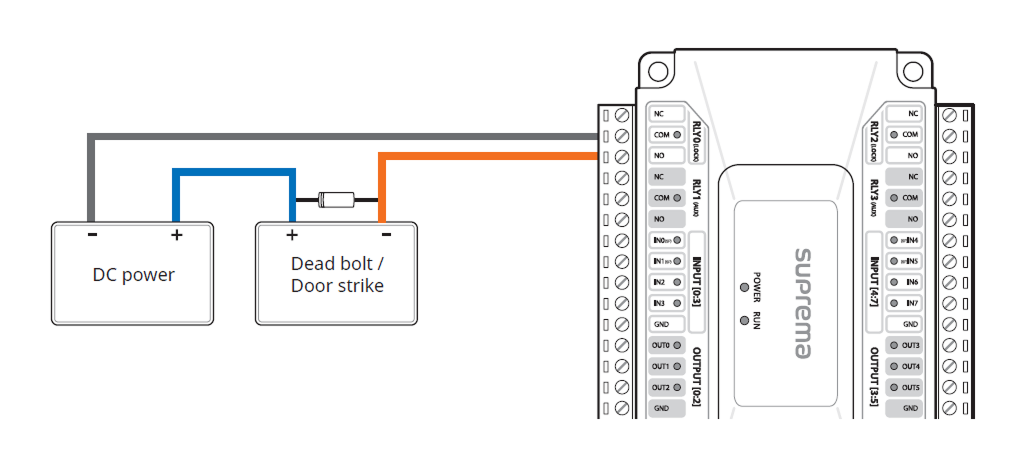 - +
DC power
+ -
Dead bolt /
Door strike
NC
COM
NO
RLY0 (LOCK)
NC
COM
NO
RLY1 (AUX)
IN0
IN1
IN2
IN3
GND
INPUT [0:3]
OUT0
OUT1
OUT2
GND
OUTPUT [0:2]
POWER
RUN
suprema
RLY2 (LOCK)
NC
COM
NO
RLY3 (AUX)
NC
COM
NO
INPUT [4:7]
IN4
IN5
IN6
IN7
GND
OUTPUT [3:5]
OUT3
OUT4
OUT5
GND